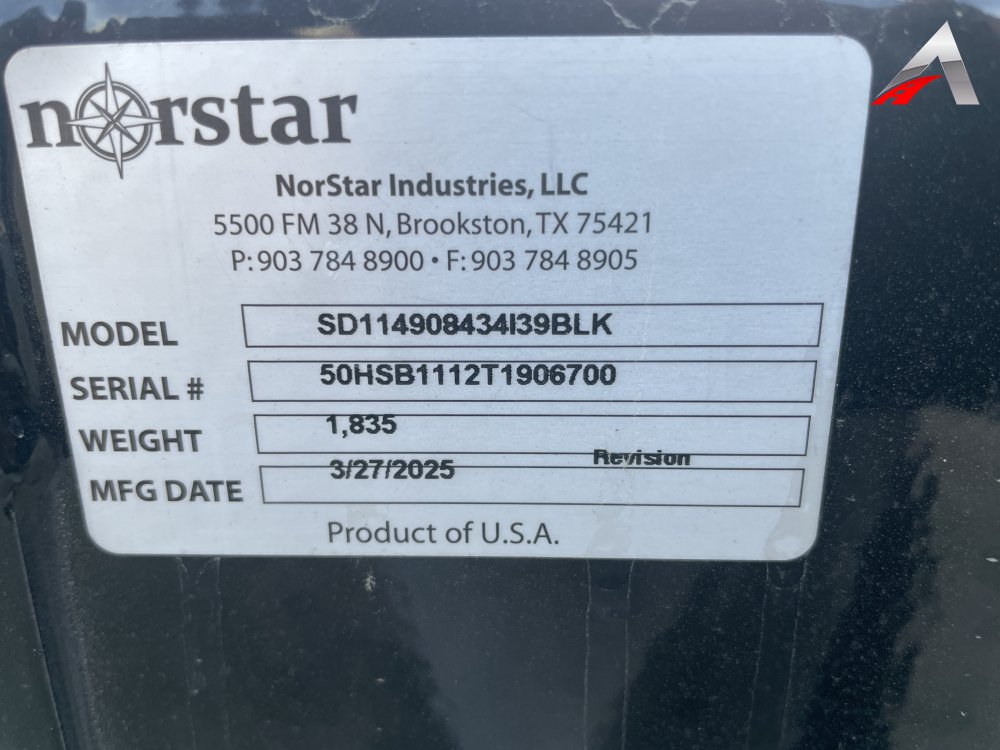 norstar
NorStar Industries, LLC
5500 FM 38 N, Brookston, TX 75421
P: 903 784 8900 • F: 903 784 8905
MODEL SD114908434I39BLK
SERIAL # 50HSB1112T1906700
WEIGHT 1,835
Revision
MFG DATE 3/27/2025
Product of U.S.A.